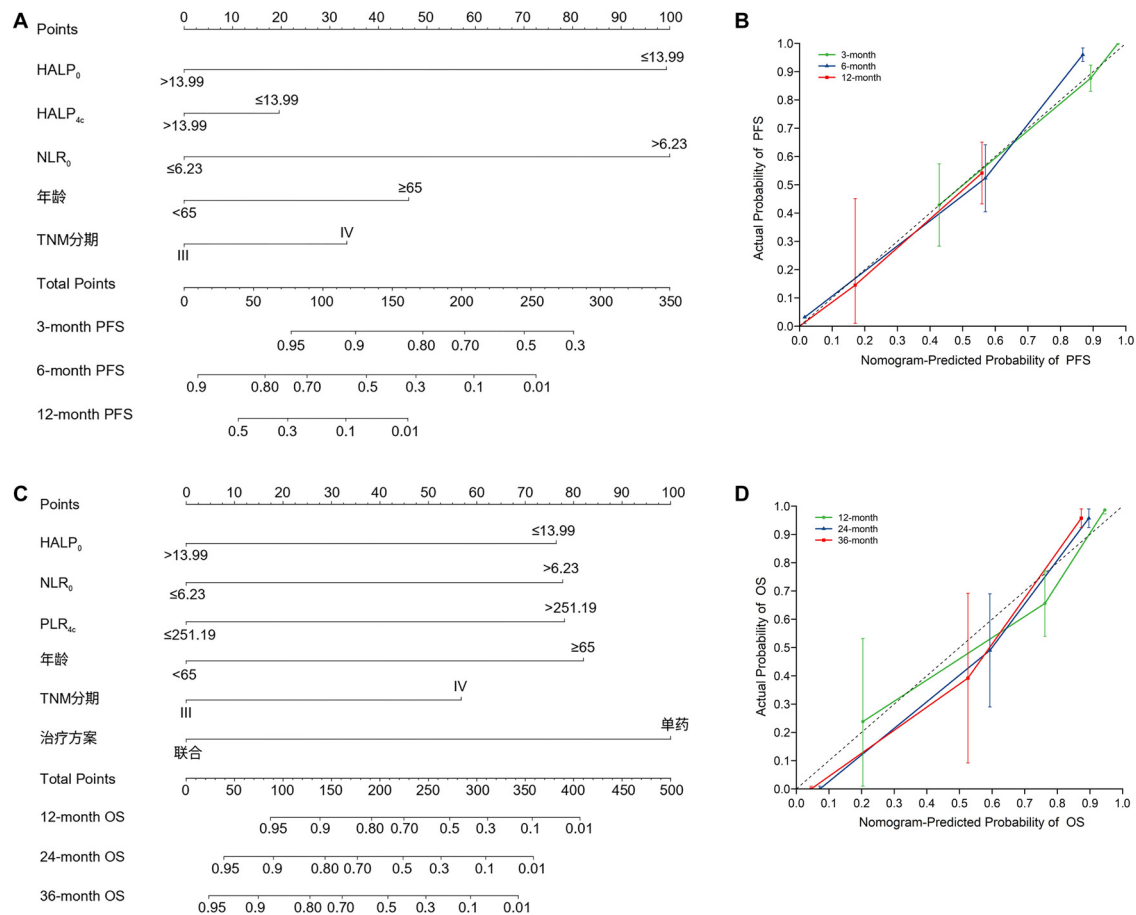 A
Points
0 10 20 30 40 50 60 70 80 90 100
HALP0
≤13.99
>13.99
HALP4c
≤13.99
>13.99
NLR0
>6.23
≤6.23
年龄
≥65
<65
TNM分期
IV
III
Total Points
0 50 100 150 200 250 300 350
3-month PFS
0.95 0.9 0.80 0.70 0.5 0.3
6-month PFS
0.9 0.80 0.70 0.5 0.3 0.1 0.01
12-month PFS
0.5 0.3 0.1 0.01
B
3-month
6-month
12-month
Actual Probability of PFS
1.0
0.9
0.8
0.7
0.6
0.5
0.4
0.3
0.2
0.1
0.0
0.0 0.1 0.2 0.3 0.4 0.5 0.6 0.7 0.8 0.9 1.0
Nomogram-Predicted Probability of PFS
C
Points
0 10 20 30 40 50 60 70 80 90 100
HALP0
≤13.99
>13.99
NLR0
>6.23
≤6.23
PLR4c
>251.19
≤251.19
年龄
≥65
<65
TNM分期
IV
III
治疗方案
单药
联合
Total Points
0 50 100 150 200 250 300 350 400 450 500
12-month OS
0.95 0.9 0.80 0.70 0.5 0.3 0.1 0.01
24-month OS
0.95 0.9 0.80 0.70 0.5 0.3 0.1 0.01
36-month OS
0.95 0.9 0.80 0.70 0.5 0.3 0.1 0.01
D
12-month
24-month
36-month
Actual Probability of OS
1.0
0.9
0.8
0.7
0.6
0.5
0.4
0.3
0.2
0.1
0.0
0.0 0.1 0.2 0.3 0.4 0.5 0.6 0.7 0.8 0.9 1.0
Nomogram-Predicted Probability of OS